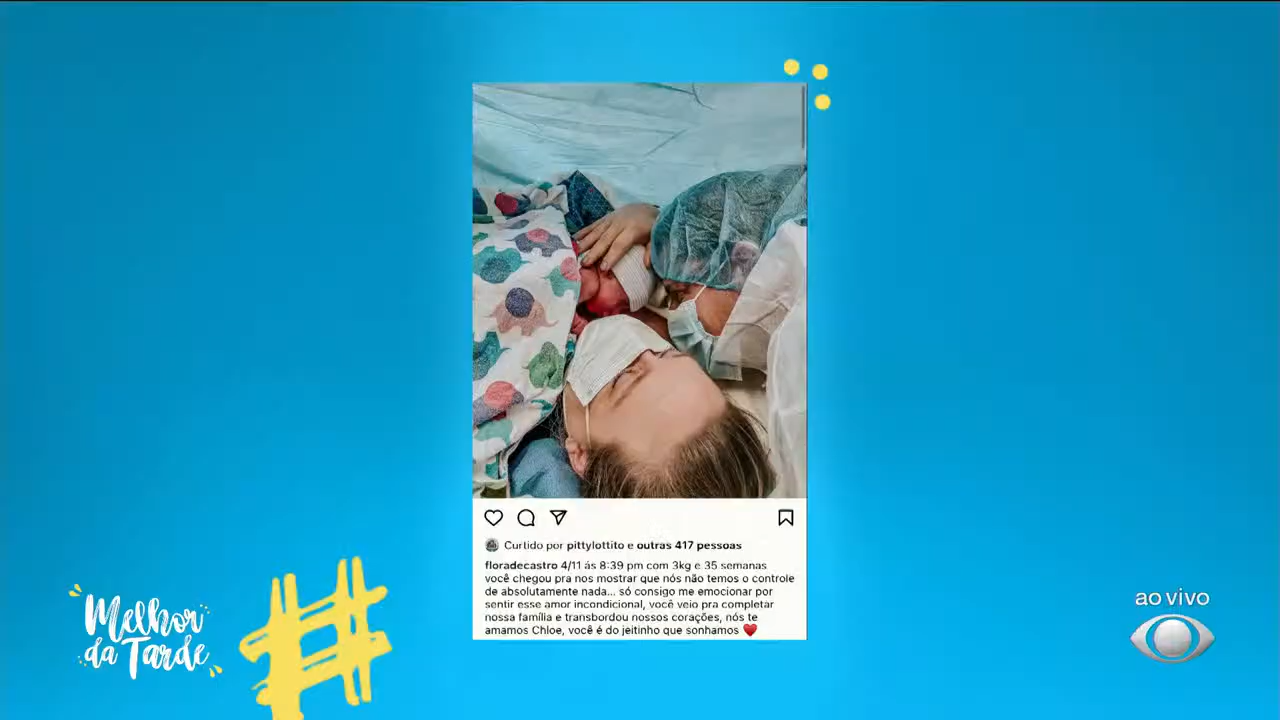 Curtido por pittylottito e outras 417 pessoas
floradecastro 4/11 ás 8:39 pm com 3kg e 35 semanas
você chegou pra nos mostrar que nós não temos o controle
de absolutamente nada... só consigo me emocionar por
sentir esse amor incondicional, você veio pra completar
nossa família e transbordou nossos corações, nós te
amamos Chloe, você é do jeitinho que sonhamos ❤️
Melhor
da Tarde
#
ao vivo